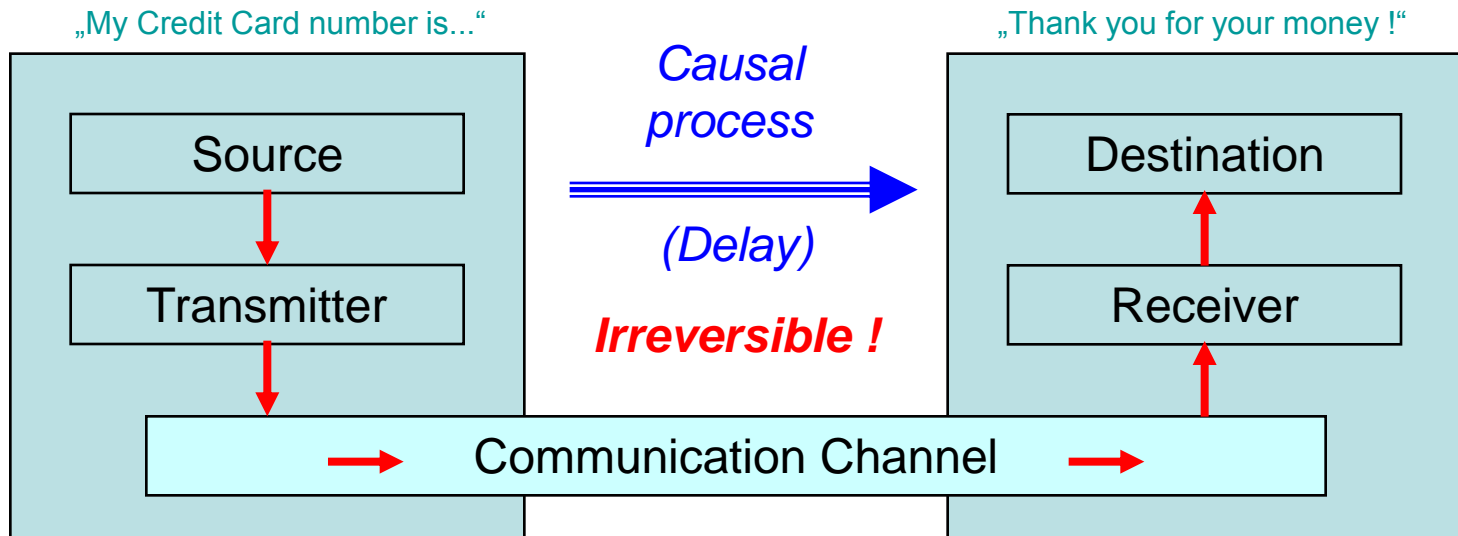 „My Credit Card number is...“
„Thank you for your money !“
Causal
process
(Delay)
Irreversible !
Source
Transmitter
Destination
Receiver
Communication Channel